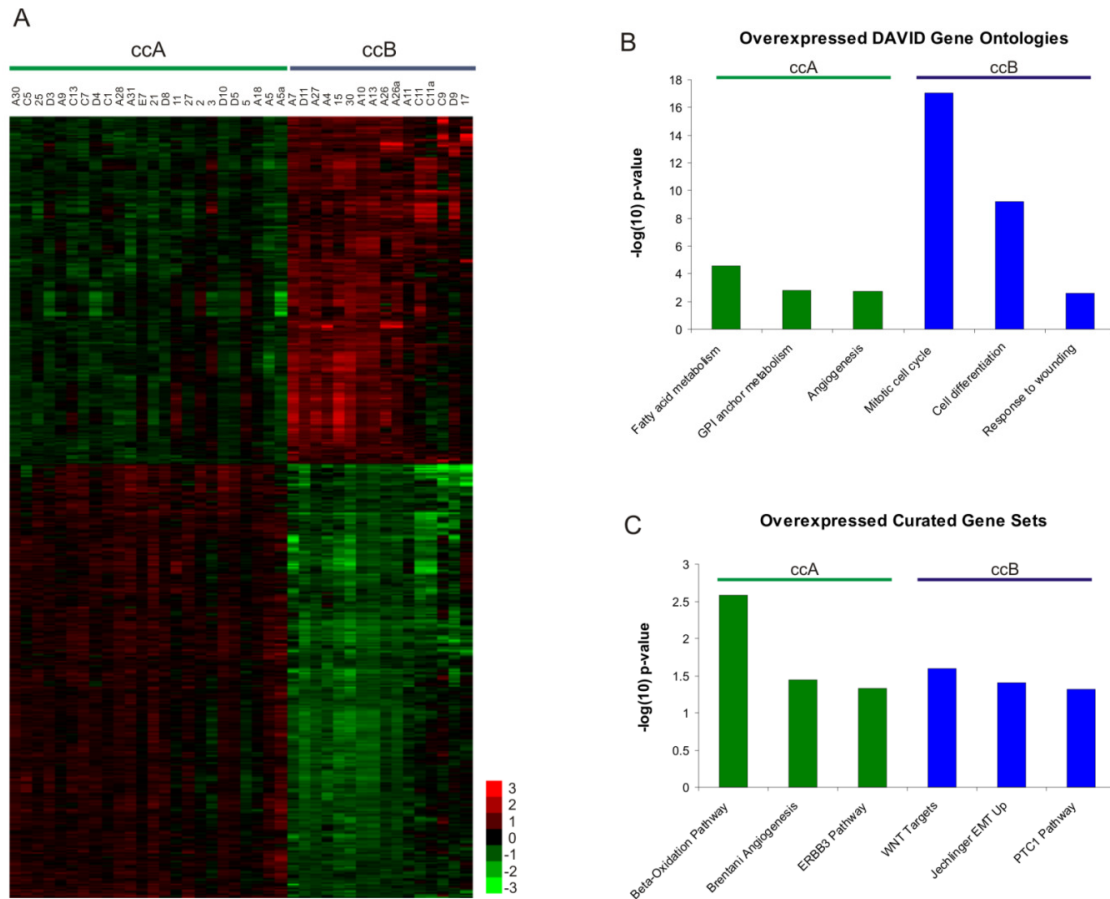 A
ccA ccB
A30 C5 25 D3 A9 C13 C7 D4 C1 A28 A31 E7 21 D8 11 27 2 3 D10 D5 5 A18 A5 A5a A7 D11 A27 A4 15 30 A10 A13 A26 A26a A11 C11 C11a C9 D9 17
3
2
1
0
-1
-2
-3
B
Overexpressed DAVID Gene Ontologies
ccA ccB
-log(10) p-value
18
16
14
12
10
8
6
4
2
0
Fatty acid metabolism
GPI anchor metabolism
Angiogenesis
Mitotic cell cycle
Cell differentiation
Response to wounding
C
Overexpressed Curated Gene Sets
ccA ccB
-log(10) p-value
3
2.5
2
1.5
1
0.5
0
Beta-Oxidation Pathway
Brentani Angiogenesis
ERBB3 Pathway
WNT Targets
Jechlinger EMT Up
PTC1 Pathway